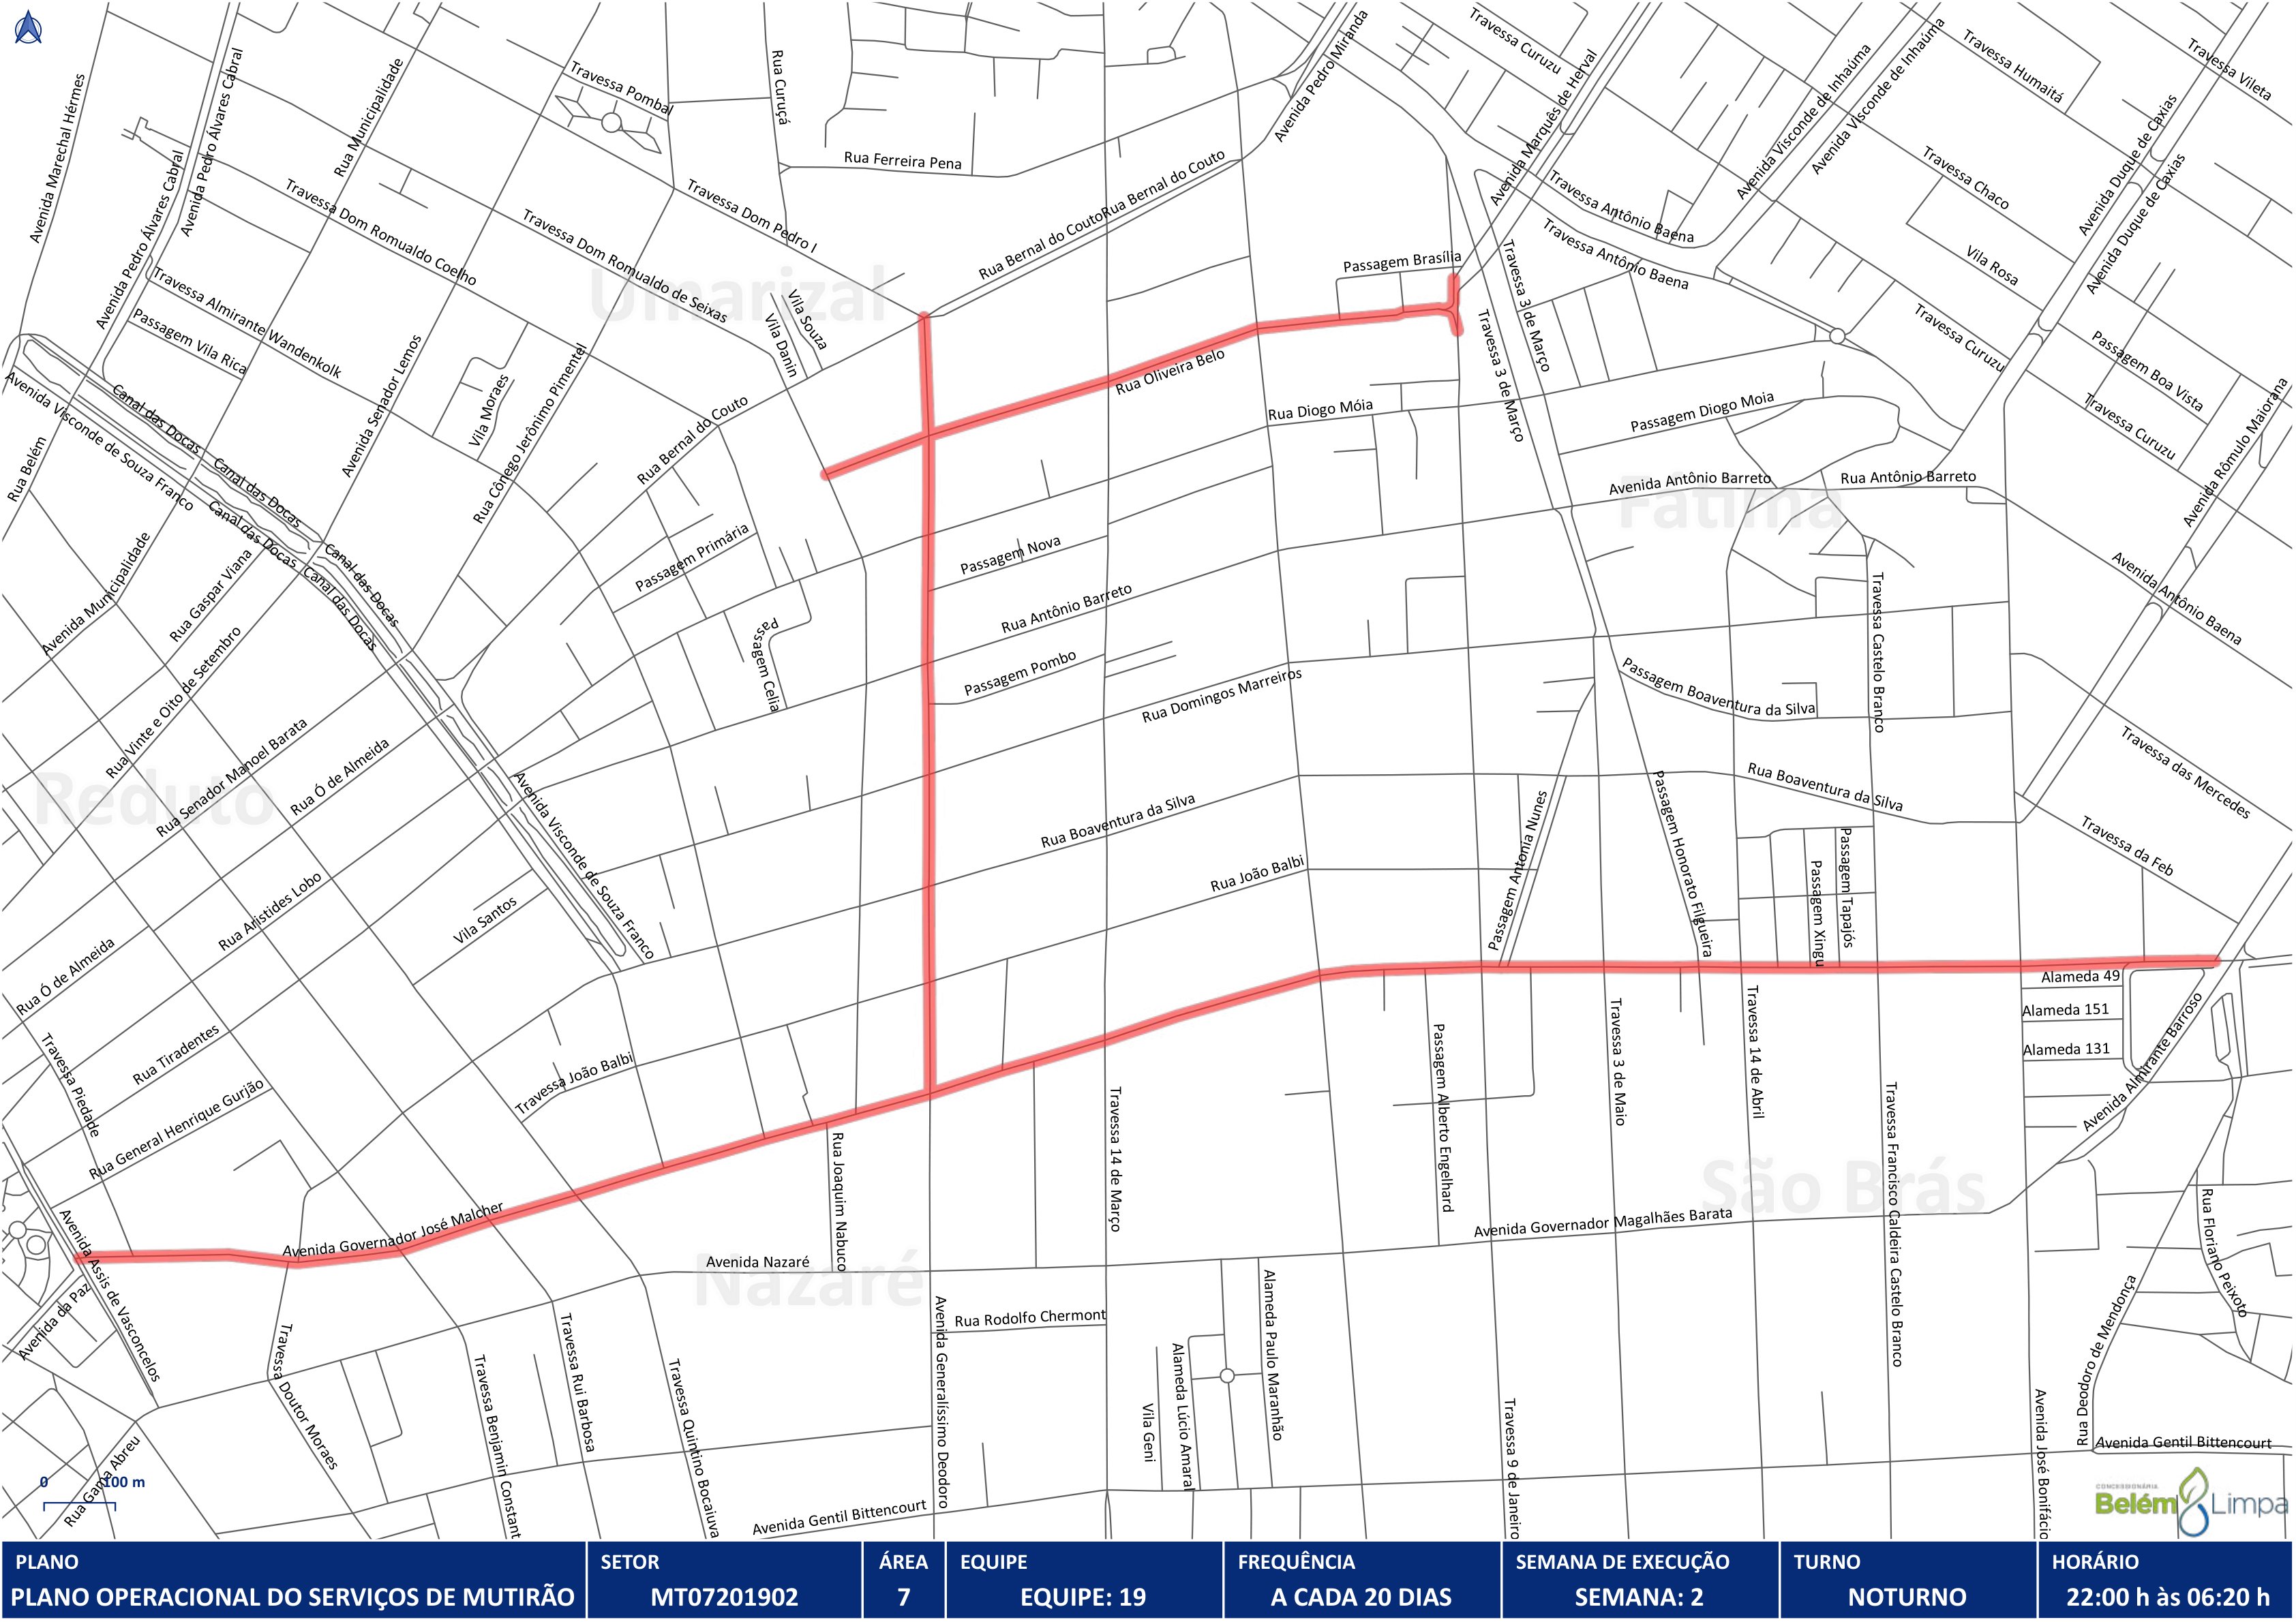 Avenida Marechal Hérmes
Avenida Pedro Álvares Cabral
Avenida Pedro Álvares Cabral
Rua Municipalidade
Travessa Pombal
Rua Curuçá
Rua Ferreira Pena
Avenida Pedro Miranda
Travessa Curuzu
Avenida Marquês de Herval
Avenida Visconde de Inhaúma
Avenida Visconde de Inhaúma
Travessa Humaitá
Travessa Vileta
Avenida Duque de Caxias
Avenida Duque de Caxias
Travessa Chaco
Vila Rosa
Travessa Dom Romualdo Coelho
Travessa Dom Romualdo de Seixas
Travessa Dom Pedro I
Rua Bernal do Couto
Rua Bernal do Couto
Travessa Antônio Baena
Travessa Antônio Baena
Passagem Brasília
Travessa 3 de Março
Travessa 3 de Março
Travessa Almirante Wandenkolk
Passagem Vila Rica
Umarizal
Vila Souza
Vila Danin
Avenida Senador Lemos
Vila Moraes
Rua Cônego Jerônimo Pimentel
Rua Oliveira Belo
Travessa Curuzu
Passagem Boa Vista
Travessa Curuzu
Avenida Rômulo Maiorana
Canal das Docas
Avenida Visconde de Souza Franco
Rua Belém
Canal das Docas
Canal das Docas
Canal das Docas
Canal das Docas
Rua Bernal do Couto
Rua Diogo Móia
Passagem Diogo Moia
Avenida Antônio Barreto
Rua Antônio Barreto
Fátima
Avenida Antônio Baena
Avenida Municipalidade
Rua Gaspar Viana
Rua Vinte e Oito de Setembro
Passagem Primária
Passagem Nova
Rua Antônio Barreto
Passagem Celia
Passagem Pombo
Rua Domingos Marreiros
Passagem Boaventura da Silva
Travessa Castelo Branco
Reduto
Rua Senador Manoel Barata
Rua Ó de Almeida
Avenida Visconde de Souza Franco
Rua Boaventura da Silva
Rua Boaventura da Silva
Travessa das Mercedes
Travessa da Feb
Rua João Balbi
Passagem Antonia Nunes
Passagem Honorato Filgueira
Passagem Xingu
Passagem Tapajós
Rua Ó de Almeida
Rua Aristides Lobo
Vila Santos
Alameda 49
Alameda 151
Alameda 131
Avenida Almirante Barroso
Travessa Piedade
Rua Tiradentes
Rua General Henrique Gurjão
Travessa João Balbi
Rua Joaquim Nabuco
Travessa 14 de Março
Passagem Alberto Engelhard
Travessa 3 de Maio
Travessa 14 de Abril
Travessa Francisco Caldeira Castelo Branco
São Brás
Avenida Governador José Malcher
Avenida Governador Magalhães Barata
Avenida Nazaré
Nazaré
Avenida Assis de Vasconcelos
Avenida da Paz
Travessa Doutor Moraes
Travessa Benjamin Constant
Travessa Rui Barbosa
Travessa Quintino Bocaiuva
Avenida Generalíssimo Deodoro
Rua Rodolfo Chermont
Vila Geni
Alameda Lúcio Amaral
Alameda Paulo Maranhão
Travessa 9 de Janeiro
Avenida José Bonifácio
Rua Deodoro de Mendonça
Rua Floriano Peixoto
Avenida Gentil Bittencourt
Avenida Gentil Bittencourt
Rua Gama Abreu
0 100 m
CONCESSIONÁRIA
Belém Limpa
PLANO SETOR ÁREA EQUIPE FREQUÊNCIA SEMANA DE EXECUÇÃO TURNO HORÁRIO
PLANO OPERACIONAL DO SERVIÇOS DE MUTIRÃO MT07201902 7 EQUIPE: 19 A CADA 20 DIAS SEMANA: 2 NOTURNO 22:00 h às 06:20 h